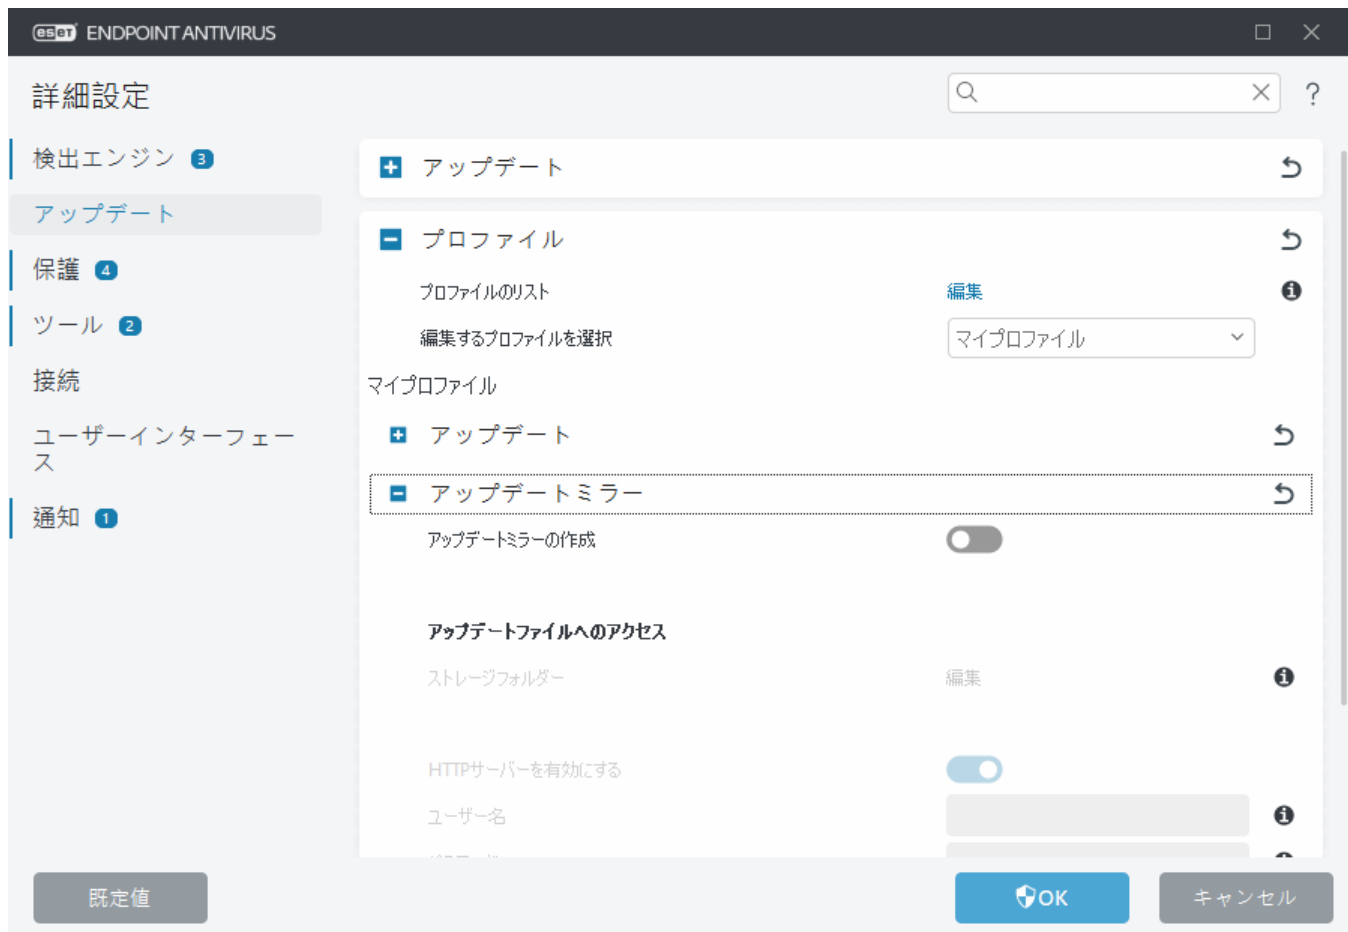 eset ENDPOINT ANTIVIRUS
詳細設定
?
検出エンジン 3
アップデート
保護 4
ツール 2
接続
ユーザーインターフェー
ス
通知 1
アップデート
プロファイル
プロファイルのリスト 編集
編集するプロファイルを選択 マイプロファイル
マイプロファイル
アップデート
アップデートミラー
アップデートミラーの作成
アップデートファイルへのアクセス
ストレージフォルダー 編集
HTTPサーバーを有効にする
ユーザー名
既定値
OK
キャンセル